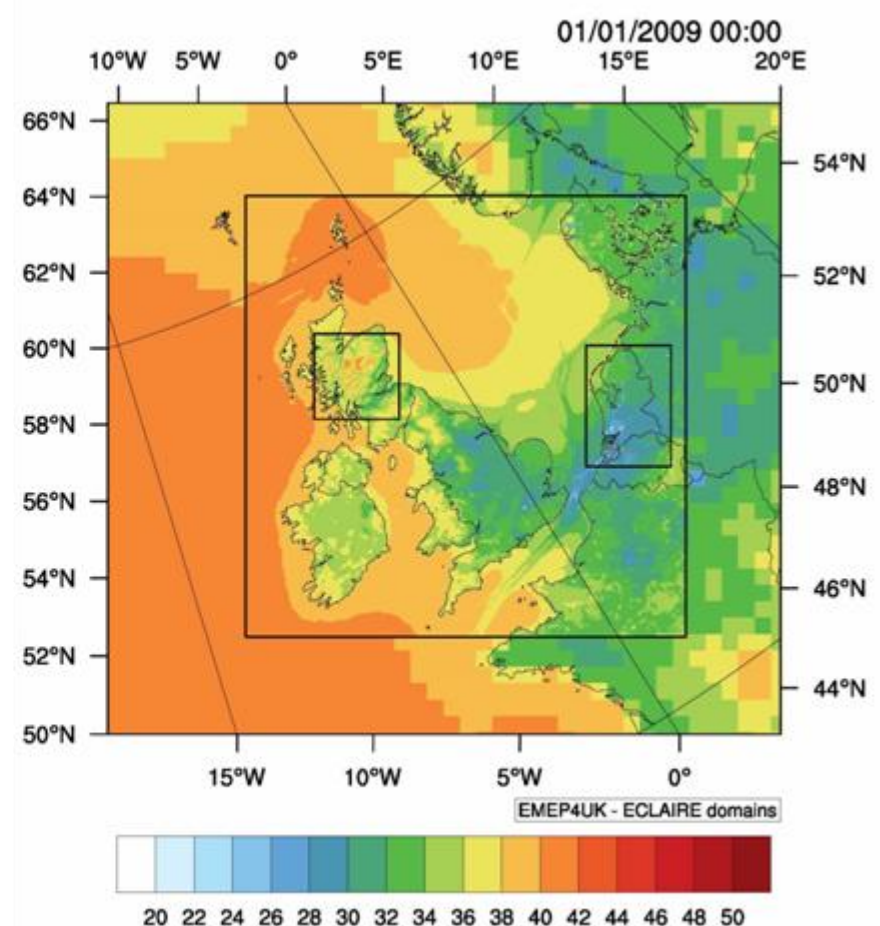 01/01/2009 00:00
10°W 5°W 0° 5°E 10°E 15°E 20°E
66°N
54°N
64°N
52°N
62°N
60°N
50°N
58°N
48°N
56°N
54°N
46°N
52°N
44°N
50°N
15°W 10°W 5°W 0°
EMEP4UK - ECLAIRE domains
20 22 24 26 28 30 32 34 36 38 40 42 44 46 48 50